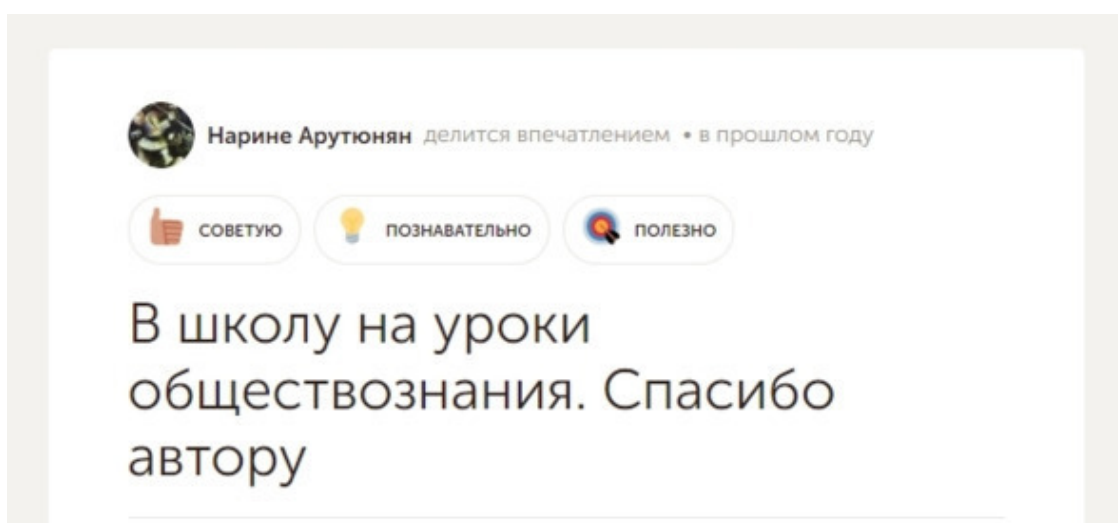 Нарине Арутюнян делится впечатлением • в прошлом году
СОВЕТУЮ ПОЗНАВАТЕЛЬНО ПОЛЕЗНО
В школу на уроки
обществознания. Спасибо
автору